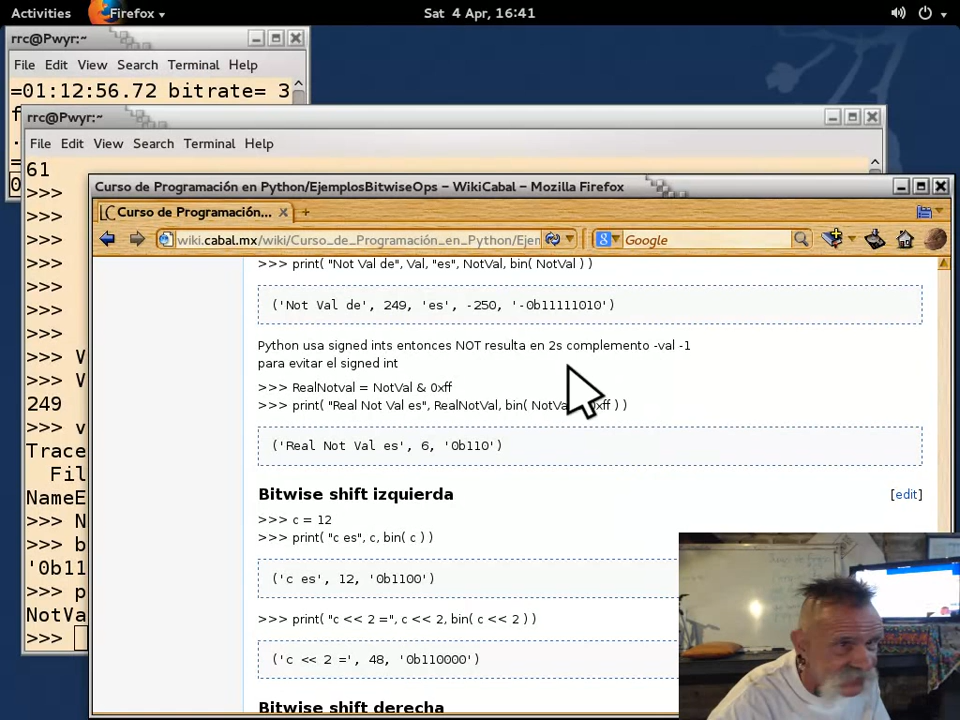 Activities Firefox Sat 4 Apr, 16:41
rrc@Pwyr:~
File Edit View Search Terminal Help
=01:12:56.72 bitrate= 3
rrc@Pwyr:~
File Edit View Search Terminal Help
61
>>>
>>>
>>>
>>>
>>>
>>>
>>>
>>> V
V
249
>>> v
Trace
Fil
NameE
>>> N
>>> b
'0b11
>>> p
NotVa
>>>
Curso de Programación en Python/EjemplosBitwiseOps – WikiCabal – Mozilla Firefox
Curso de Programación...
wiki.cabal.mx/wiki/Curso_de_Programación_en_Python/Ejen
Google
>>> print( "Not Val de", Val, "es", NotVal, bin( NotVal ) )
('Not Val de', 249, 'es', -250, '-0b11111010')
Python usa signed ints entonces NOT resulta en 2s complemento -val -1
para evitar el signed int
>>> RealNotval = NotVal & 0xff
>>> print( "Real Not Val es", RealNotVal, bin( NotVa xff ) )
('Real Not Val es', 6, '0b110')
Bitwise shift izquierda [edit]
>>> c = 12
>>> print( "c es", c, bin( c ) )
('c es', 12, '0b1100')
>>> print( "c << 2 =", c << 2, bin( c << 2 ) )
('c << 2 =', 48, '0b110000')
Bitwise shift derecha